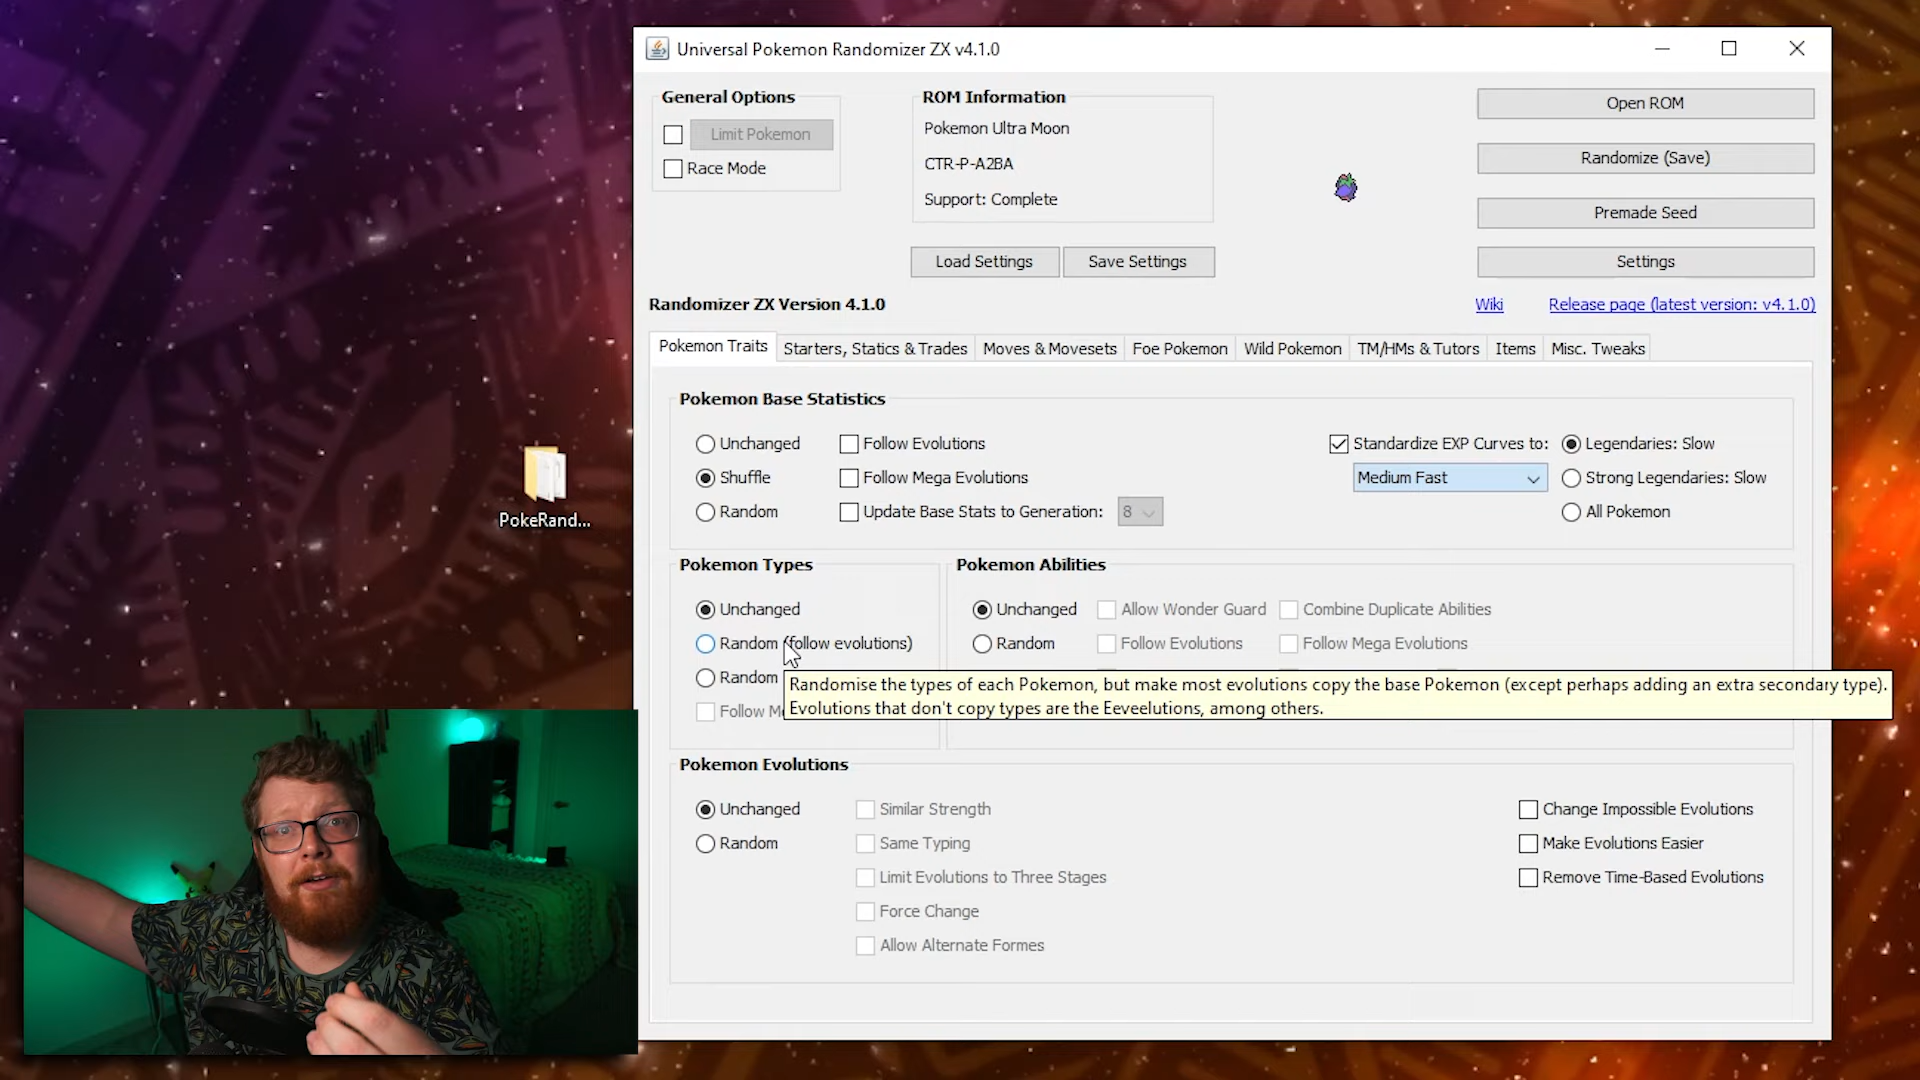 Universal Pokemon Randomizer ZX v4.1.0
General Options
Limit Pokemon
Race Mode
ROM Information
Pokemon Ultra Moon
CTR-P-A2BA
Support: Complete
Open ROM
Randomize (Save)
Premade Seed
Load Settings
Save Settings
Settings
Randomizer ZX Version 4.1.0
Wiki
Release page (latest version: v4.1.0)
Pokemon Traits
Starters, Statics & Trades
Moves & Movesets
Foe Pokemon
Wild Pokemon
TM/HMs & Tutors
Items
Misc. Tweaks
Pokemon Base Statistics
Unchanged
Follow Evolutions
Standardize EXP Curves to:
Legendaries: Slow
Shuffle
Follow Mega Evolutions
Medium Fast
Strong Legendaries: Slow
Random
Update Base Stats to Generation:
8
All Pokemon
PokeRand...
Pokemon Types
Unchanged
Random (follow evolutions)
Random
Pokemon Abilities
Unchanged
Allow Wonder Guard
Combine Duplicate Abilities
Random
Follow Evolutions
Follow Mega Evolutions
Randomise the types of each Pokemon, but make most evolutions copy the base Pokemon (except perhaps adding an extra secondary type).
Evolutions that don't copy types are the Eeveelutions, among others.
Follow
Pokemon Evolutions
Unchanged
Similar Strength
Change Impossible Evolutions
Random
Same Typing
Make Evolutions Easier
Limit Evolutions to Three Stages
Remove Time-Based Evolutions
Force Change
Allow Alternate Formes